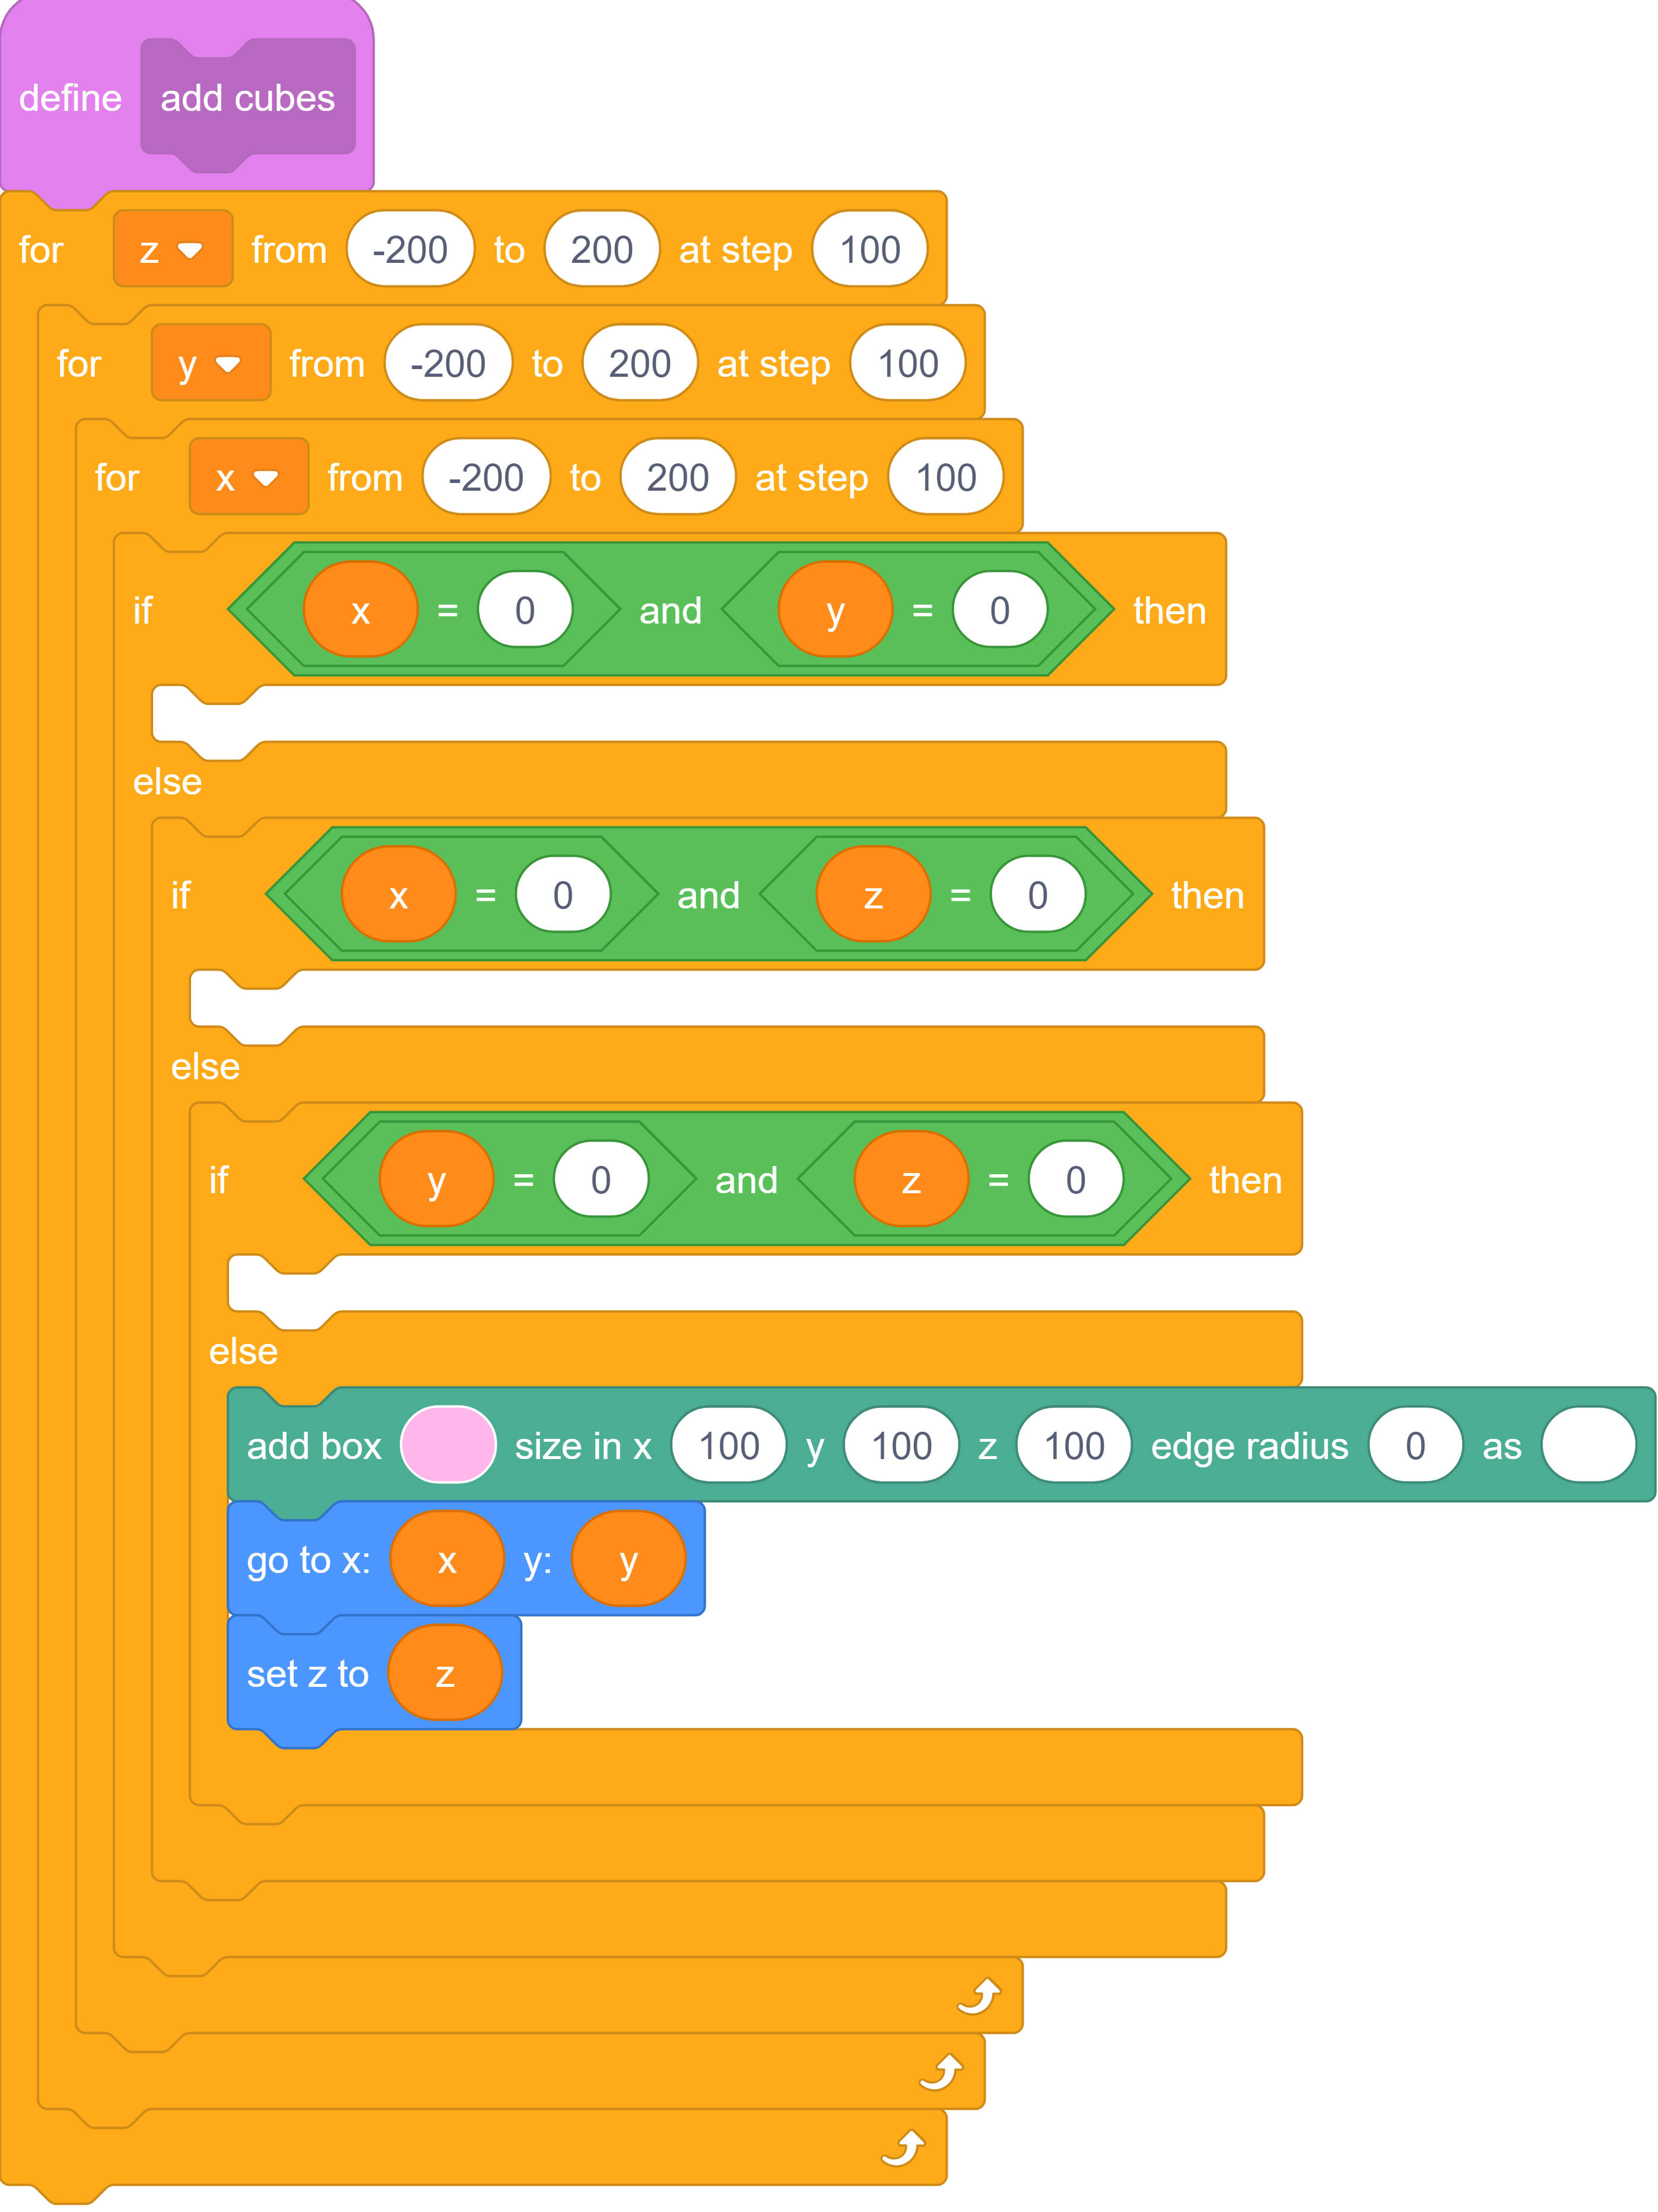 define add cubes
for z from -200 to 200 at step 100
for y from -200 to 200 at step 100
for x from -200 to 200 at step 100
if x = 0 and y = 0 then
else
if x = 0 and z = 0 then
else
if y = 0 and z = 0 then
else
add box size in x 100 y 100 z 100 edge radius 0 as
go to x: x y: y
set z to z